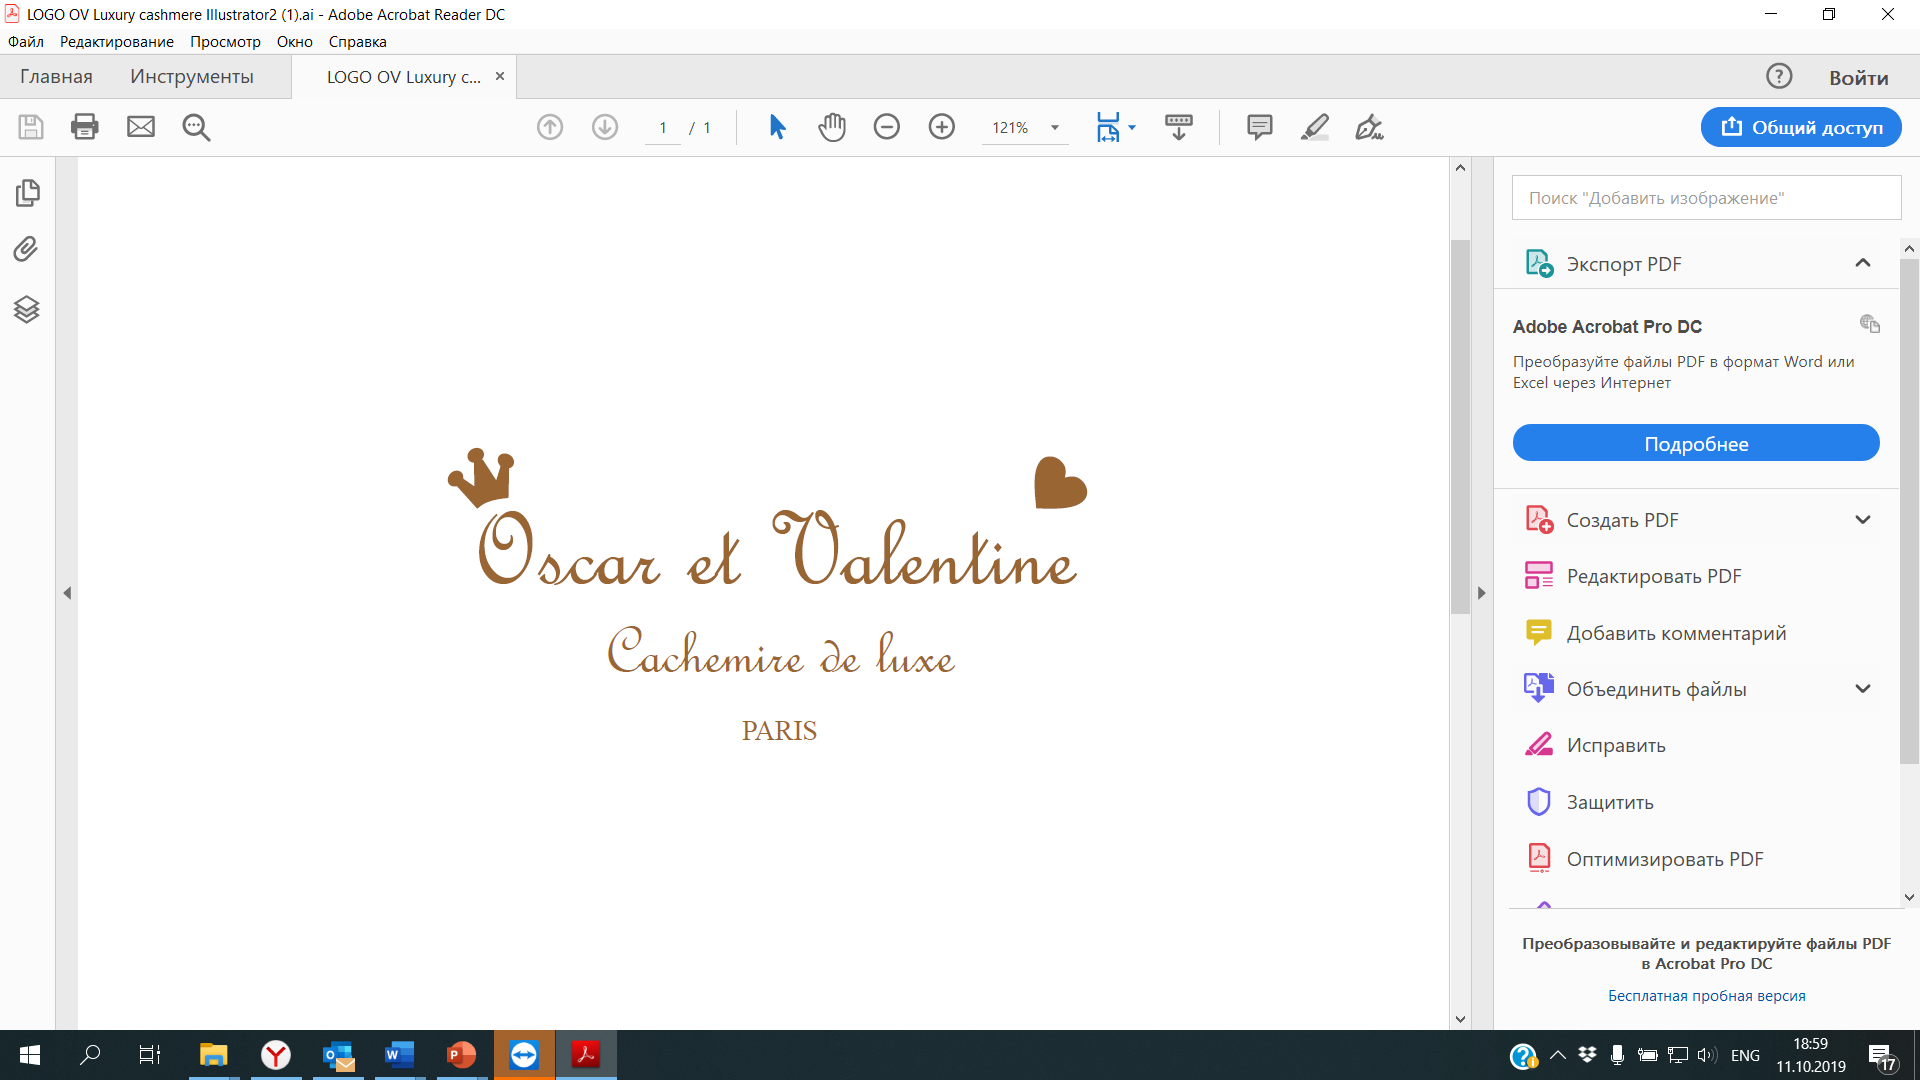 LOGO OV Luxury cashmere Illustrator2 (1).ai - Adobe Acrobat Reader DC
Файл Редактирование Просмотр Окно Справка
Главная Инструменты LOGO OV Luxury c... Войти
1 / 1 121% Общий доступ
Поиск "Добавить изображение"
Экспорт PDF
Adobe Acrobat Pro DC
Преобразуйте файлы PDF в формат Word или
Excel через Интернет
Подробнее
Создать PDF
Редактировать PDF
Добавить комментарий
Объединить файлы
Исправить
Защитить
Оптимизировать PDF
Преобразовывайте и редактируйте файлы PDF
в Acrobat Pro DC
Бесплатная пробная версия
Oscar et Valentine
Cachemire de luxe
PARIS
ENG
18:59
11.10.2019
17